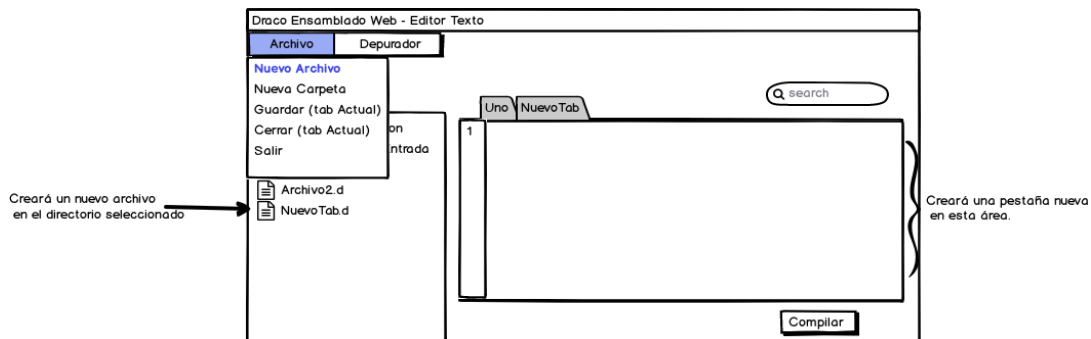 Draco Ensamblado Web - Editor Texto
Archivo
Depurador
Nuevo Archivo
Nueva Carpeta
Guardar (tab Actual)
Cerrar (tab Actual)
Salir
on
ntrada
Archivo2.d
NuevoTab.d
search
Uno
NuevoTab
1
Creará un nuevo archivo
en el directorio seleccionado
Creará una pestaña nueva
en esta área.
Compilar